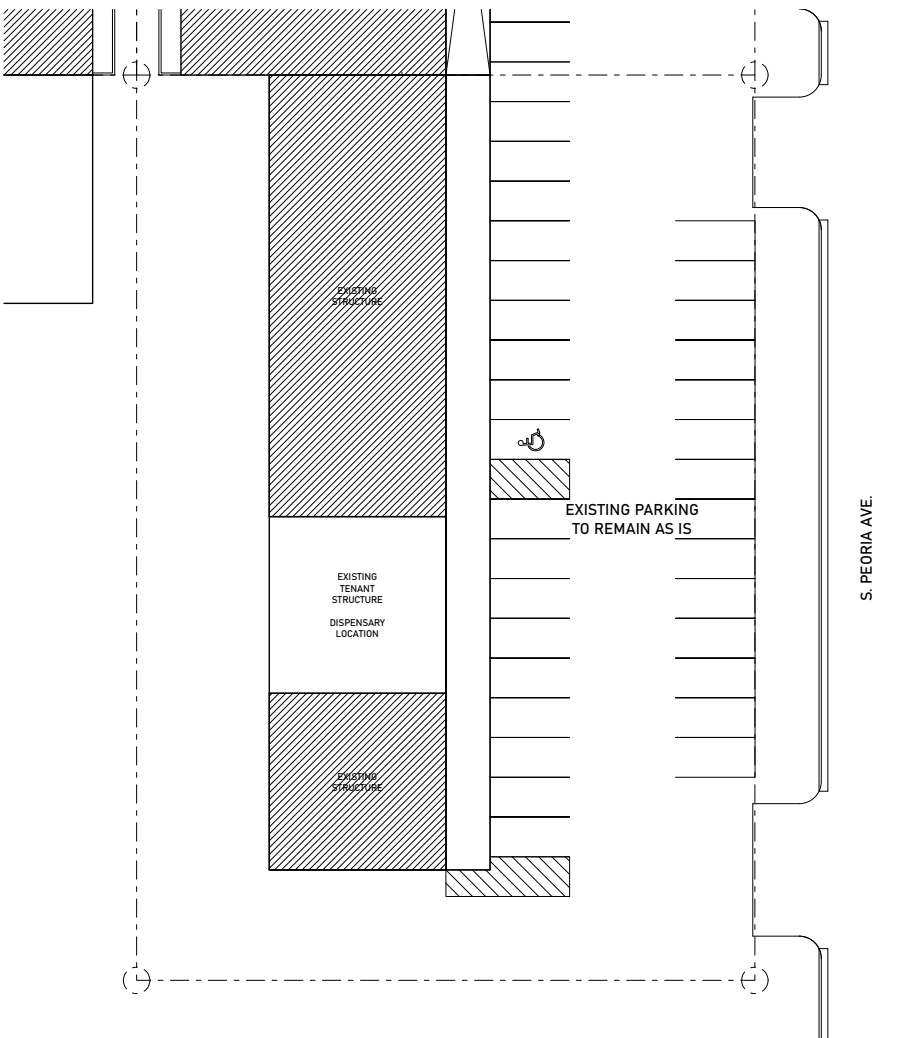 EXISTING
STRUCTURE
EXISTING PARKING
TO REMAIN AS IS
S. PEORIA AVE.
EXISTING
TENANT
STRUCTURE
DISPENSARY
LOCATION
EXISTING
STRUCTURE